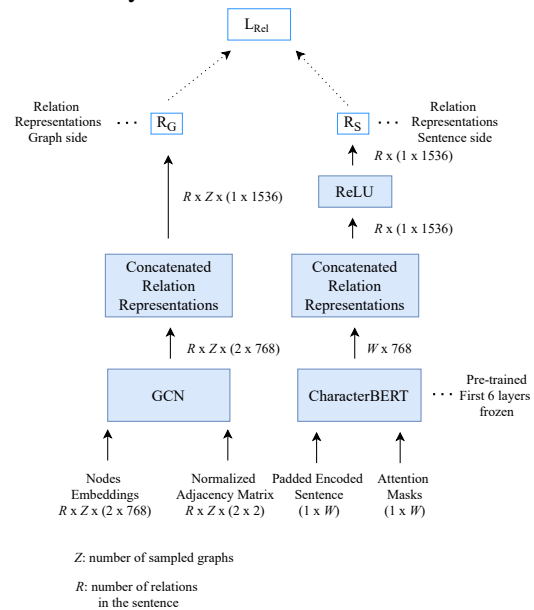 L_Rel
Relation
Representations
Graph side
...
R_G
R_S
...
Relation
Representations
Sentence side
R x (1 x 1536)
ReLU
R x Z x (1 x 1536)
R x (1 x 1536)
Concatenated
Relation
Representations
Concatenated
Relation
Representations
R x Z x (2 x 768)
W x 768
GCN
CharacterBERT
...
Pre-trained
First 6 layers
frozen
Nodes
Embeddings
R x Z x (2 x 768)
Normalized
Adjacency Matrix
R x Z x (2 x 2)
Padded Encoded
Sentence
(1 x W)
Attention
Masks
(1 x W)
Z: number of sampled graphs
R: number of relations
in the sentence